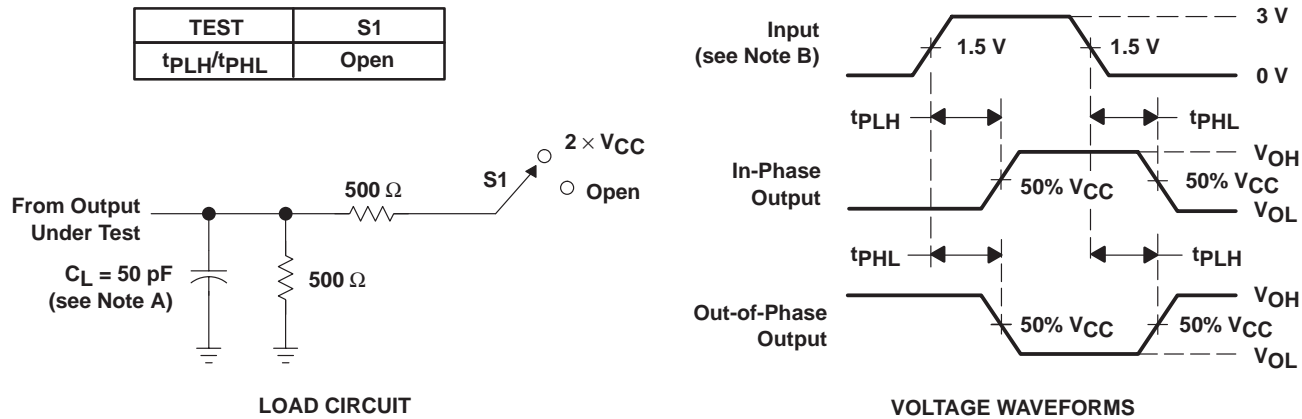 TEST S1
tPLH/tPHL Open
2 × VCC
S1
Open
500 Ω
From Output
Under Test
CL = 50 pF
(see Note A)
500 Ω
LOAD CIRCUIT
Input
(see Note B)
1.5 V
1.5 V
3 V
0 V
tPLH
tPHL
In-Phase
Output
50% VCC
50% VCC
VOH
VOL
tPHL
tPLH
Out-of-Phase
Output
50% VCC
50% VCC
VOH
VOL
VOLTAGE WAVEFORMS